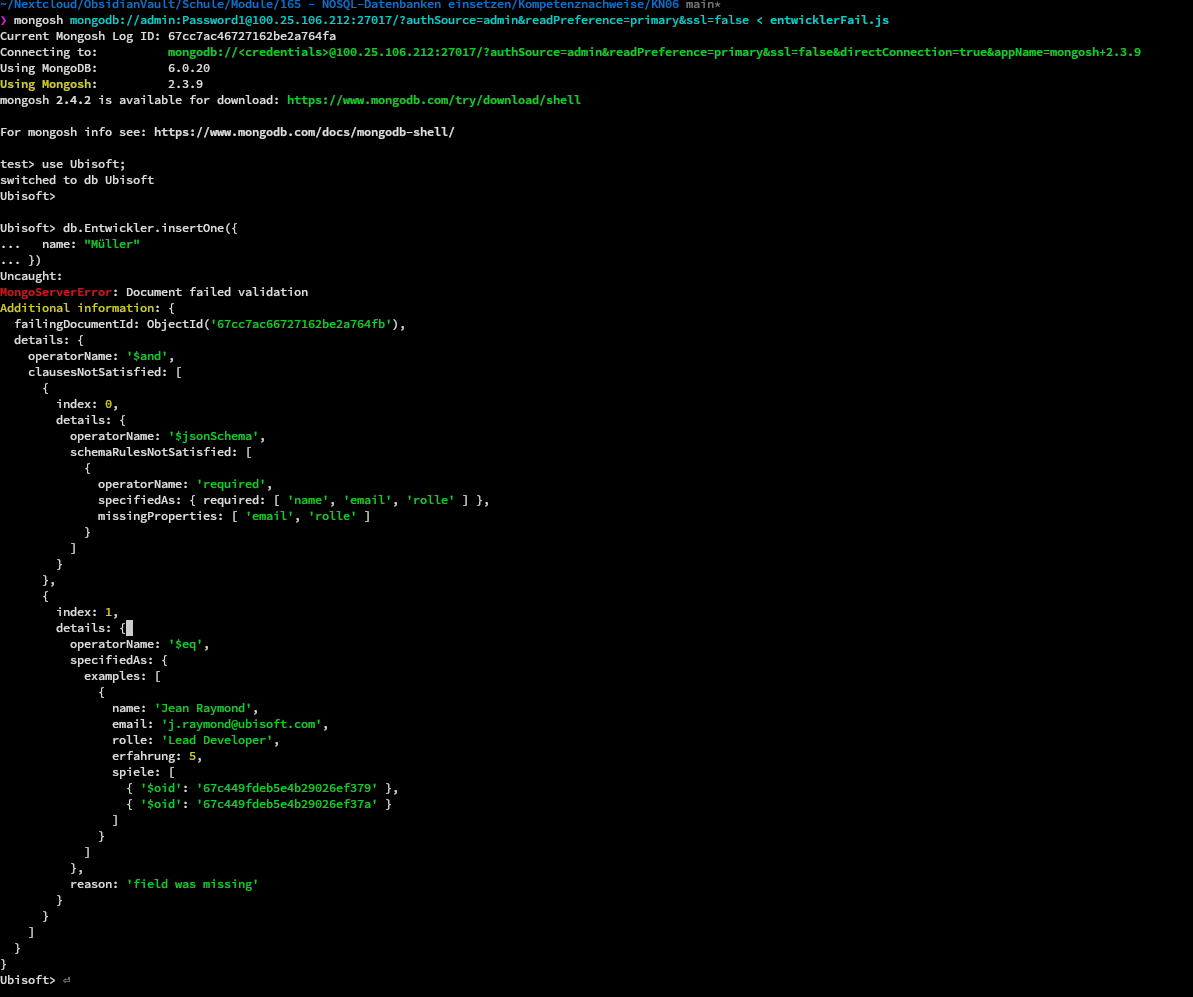 ~/Nextcloud/ObsidianVault/Schule/Module/165 - NOSQL-Datenbanken einsetzen/Kompetenznachweise/KN06 main*
❯ mongosh mongodb://admin:Password1@100.25.106.212:27017/?authSource=admin&readPreference=primary&ssl=false < entwicklerFail.js
Current Mongosh Log ID: 67cc7ac46727162be2a764fa
Connecting to:          mongodb://<credentials>@100.25.106.212:27017/?authSource=admin&readPreference=primary&ssl=false&directConnection=true&appName=mongosh+2.3.9
Using MongoDB:          6.0.20
Using Mongosh:          2.3.9
mongosh 2.4.2 is available for download: https://www.mongodb.com/try/download/shell

For mongosh info see: https://www.mongodb.com/docs/mongodb-shell/

test> use Ubisoft;
switched to db Ubisoft
Ubisoft>

Ubisoft> db.Entwickler.insertOne({
...   name: "Müller"
... })
Uncaught:
MongoServerError: Document failed validation
Additional information: {
  failingDocumentId: ObjectId('67cc7ac66727162be2a764fb'),
  details: {
    operatorName: '$and',
    clausesNotSatisfied: [
      {
        index: 0,
        details: {
          operatorName: '$jsonSchema',
          schemaRulesNotSatisfied: [
            {
              operatorName: 'required',
              specifiedAs: { required: [ 'name', 'email', 'rolle' ] },
              missingProperties: [ 'email', 'rolle' ]
            }
          ]
        }
      },
      {
        index: 1,
        details: {
          operatorName: '$eq',
          specifiedAs: {
            examples: [
              {
                name: 'Jean Raymond',
                email: 'j.raymond@ubisoft.com',
                rolle: 'Lead Developer',
                erfahrung: 5,
                spiele: [
                  { '$oid': '67c449fdeb5e4b29026ef379' },
                  { '$oid': '67c449fdeb5e4b29026ef37a' }
                ]
              }
            ]
          },
          reason: 'field was missing'
        }
      }
    ]
  }
}
Ubisoft> ⏎